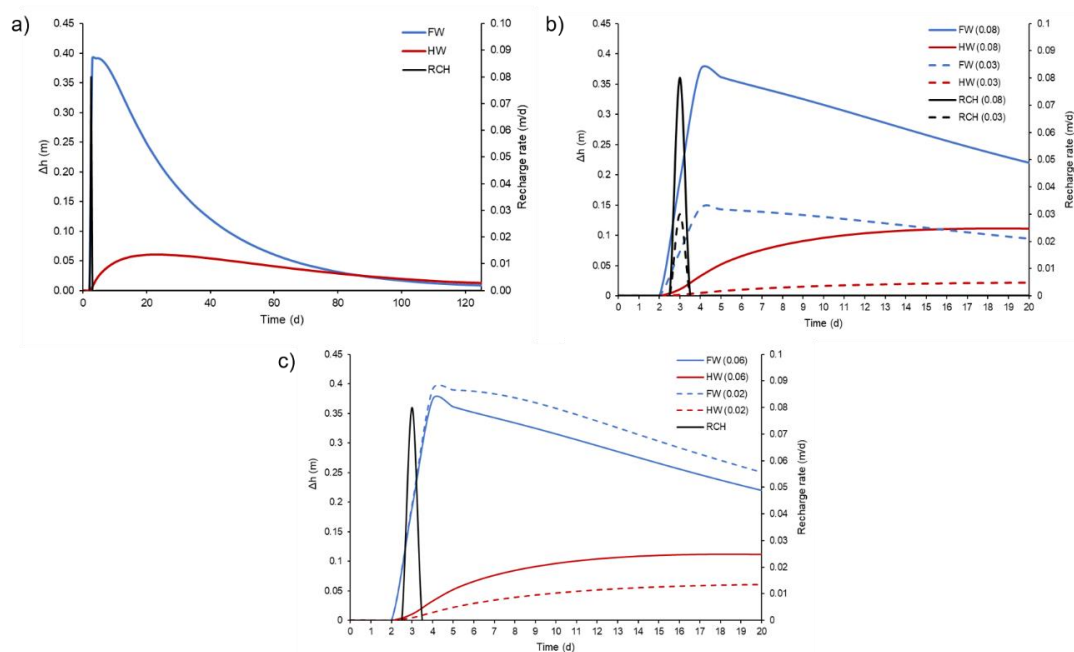 a)
0.45
0.40
0.35
0.30
0.25
0.20
0.15
0.10
0.05
0.00
Δh (m)
0 20 40 60 80 100 120
Time (d)
0.10
0.09
0.08
0.07
0.06
0.05
0.04
0.03
0.02
0.01
0.00
Recharge rate (m/d)
FW
HW
RCH
b)
0.45
0.4
0.35
0.3
0.25
0.2
0.15
0.1
0.05
0
Δh (m)
0 1 2 3 4 5 6 7 8 9 10 11 12 13 14 15 16 17 18 19 20
Time (d)
0.1
0.09
0.08
0.07
0.06
0.05
0.04
0.03
0.02
0.01
0
Recharge rate (m/d)
FW (0.08)
HW (0.08)
FW (0.03)
HW (0.03)
RCH (0.08)
RCH (0.03)
c)
0.45
0.4
0.35
0.3
0.25
0.2
0.15
0.1
0.05
0
Δh (m)
0 1 2 3 4 5 6 7 8 9 10 11 12 13 14 15 16 17 18 19 20
Time (d)
0.1
0.09
0.08
0.07
0.06
0.05
0.04
0.03
0.02
0.01
0
Recharge rate (m/d)
FW (0.06)
HW (0.06)
FW (0.02)
HW (0.02)
RCH